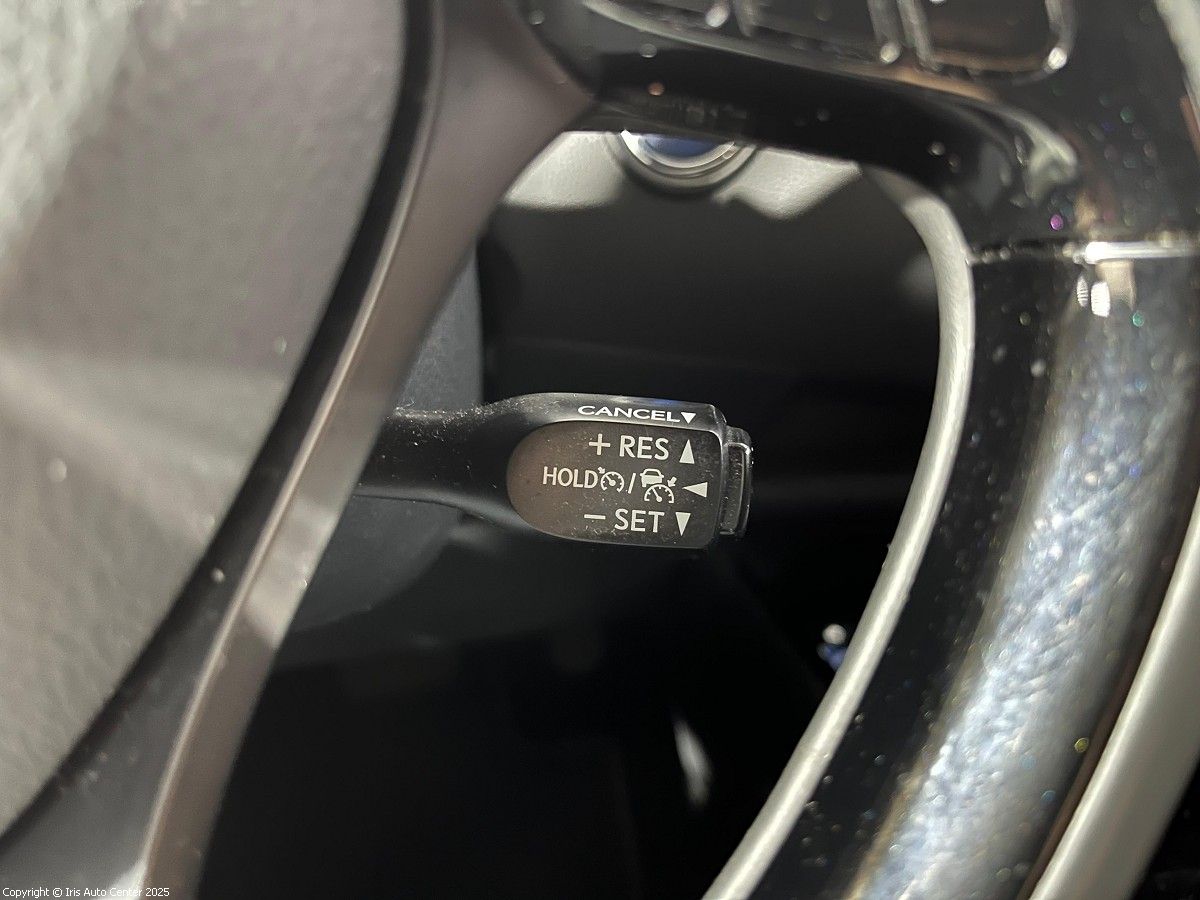 CANCEL▼
+ RES ▲
HOLD / ◀
− SET ▼
Copyright © Iris Auto Center 2025